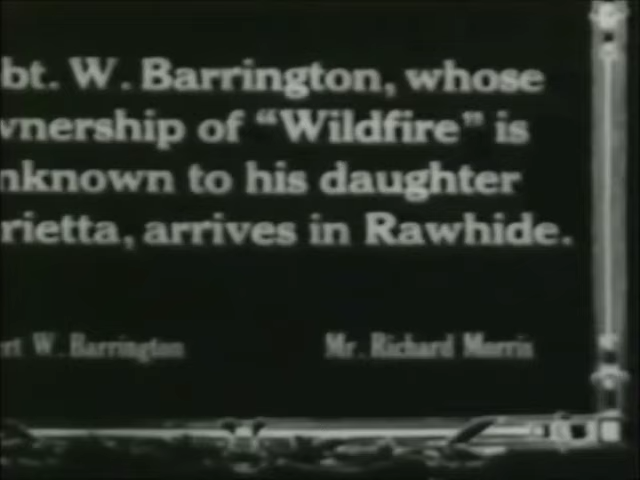 bt. W. Barrington, whose
wnership of "Wildfire" is
nknown to his daughter
rietta, arrives in Rawhide.
rt W. Barrington Mr. Richard Morris